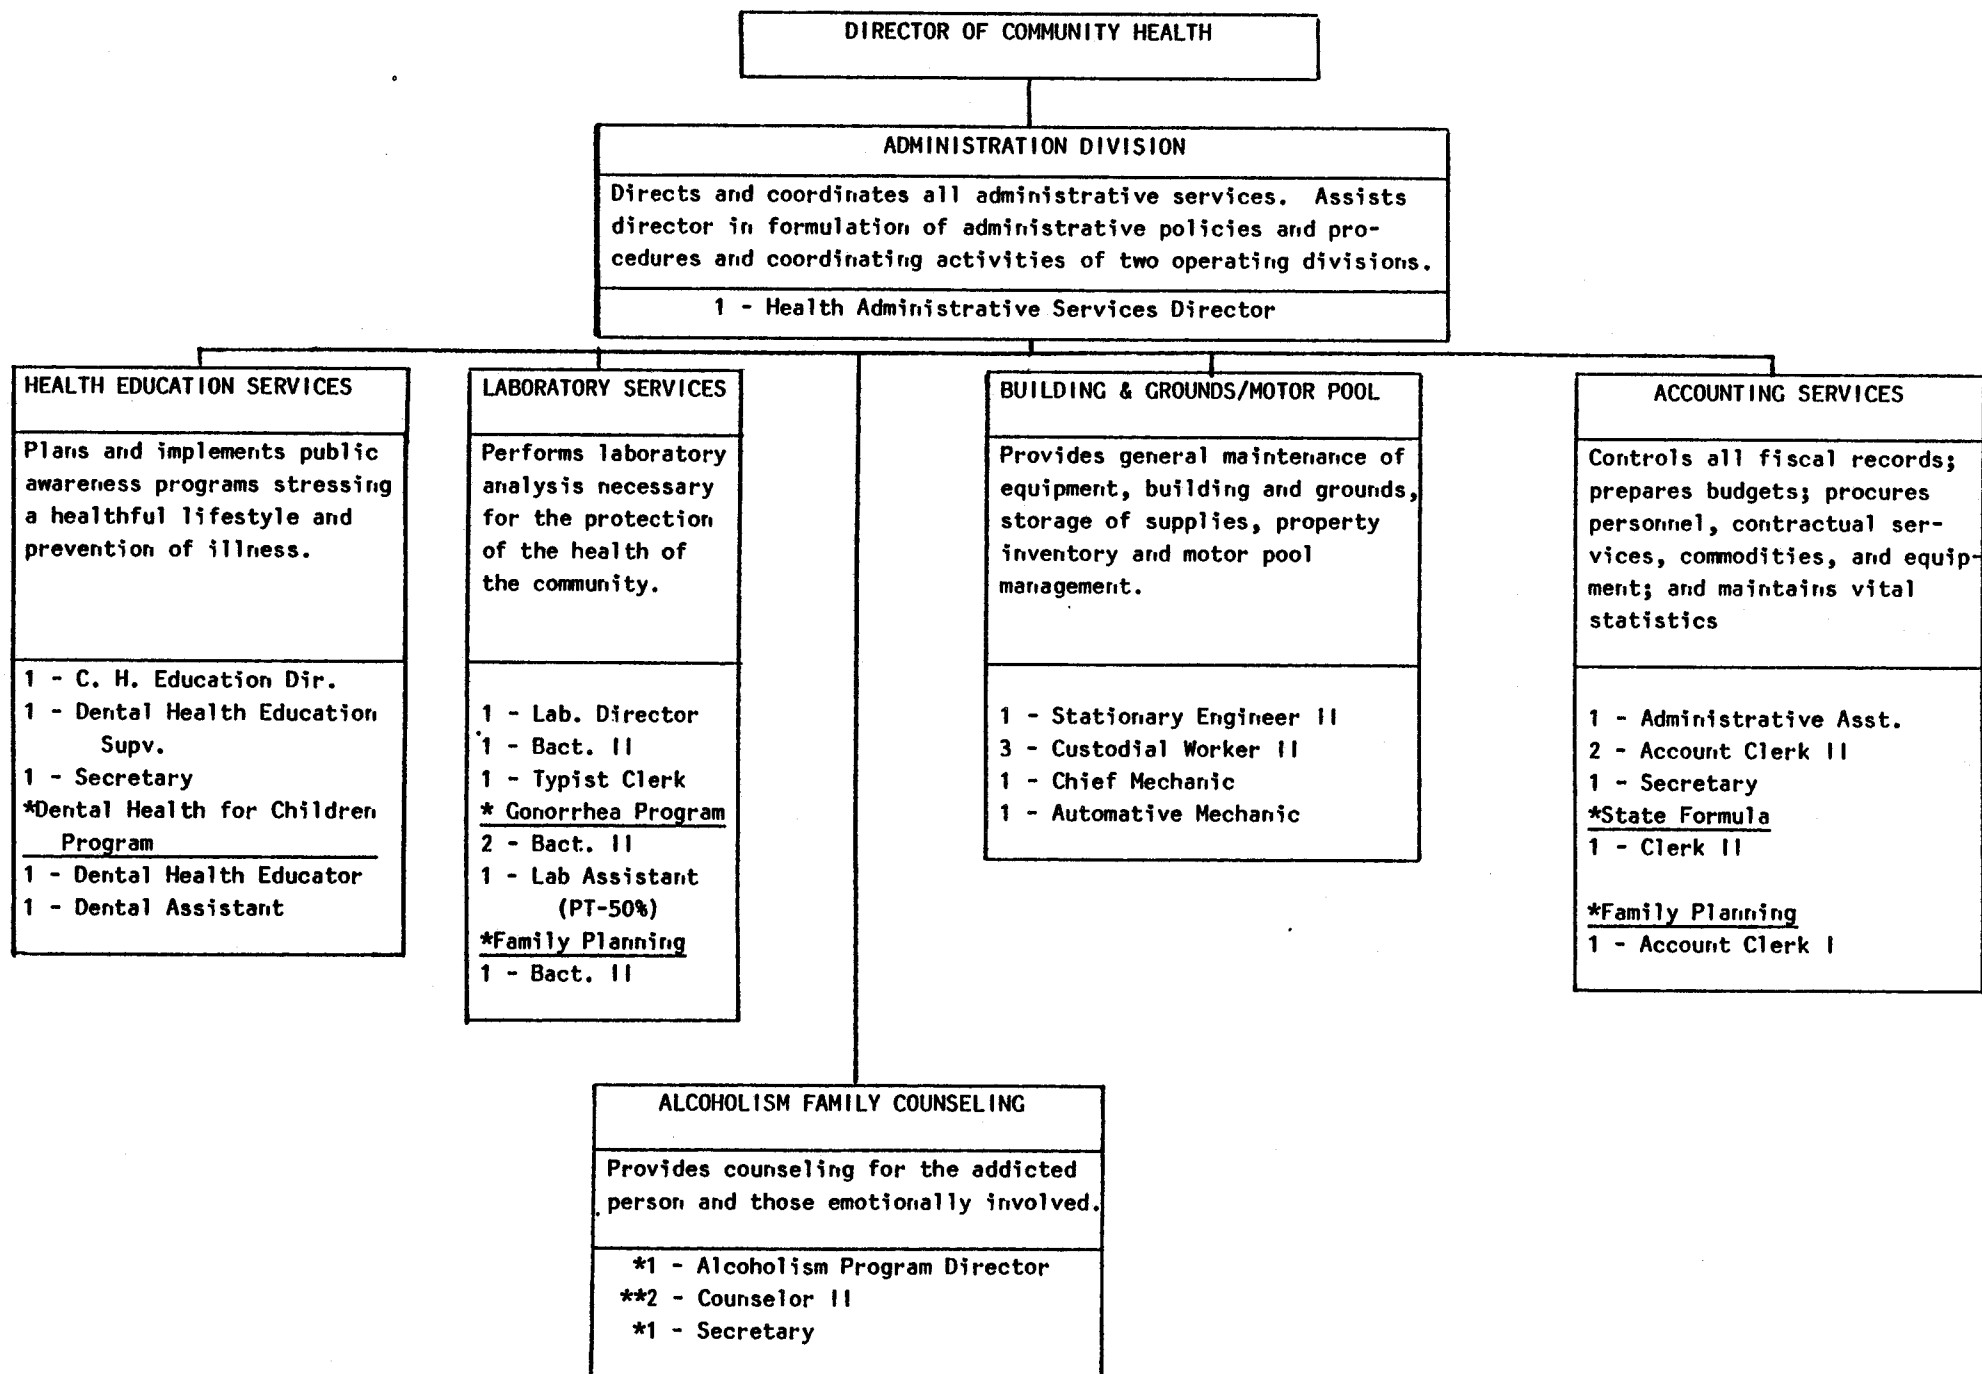 DIRECTOR OF COMMUNITY HEALTH
ADMINISTRATION DIVISION
Directs and coordinates all administrative services. Assists
director in formulation of administrative policies and pro-
cedures and coordinating activities of two operating divisions.
1 - Health Administrative Services Director
HEALTH EDUCATION SERVICES
Plans and implements public
awareness programs stressing
a healthful lifestyle and
prevention of illness.
1 - C. H. Education Dir.
1 - Dental Health Education
Supv.
1 - Secretary
*Dental Health for Children
Program
1 - Dental Health Educator
1 - Dental Assistant
LABORATORY SERVICES
Performs laboratory
analysis necessary
for the protection
of the health of
the community.
1 - Lab. Director
1 - Bact. II
1 - Typist Clerk
* Gonorrhea Program
2 - Bact. II
1 - Lab Assistant
(PT-50%)
*Family Planning
1 - Bact. II
BUILDING & GROUNDS/MOTOR POOL
Provides general maintenance of
equipment, building and grounds,
storage of supplies, property
inventory and motor pool
management.
1 - Stationary Engineer II
3 - Custodial Worker II
1 - Chief Mechanic
1 - Automative Mechanic
ACCOUNTING SERVICES
Controls all fiscal records;
prepares budgets; procures
personnel, contractual ser-
vices, commodities, and equip-
ment; and maintains vital
statistics
1 - Administrative Asst.
2 - Account Clerk II
1 - Secretary
*State Formula
1 - Clerk II
*Family Planning
1 - Account Clerk I
ALCOHOLISM FAMILY COUNSELING
Provides counseling for the addicted
person and those emotionally involved.
*1 - Alcoholism Program Director
**2 - Counselor II
*1 - Secretary